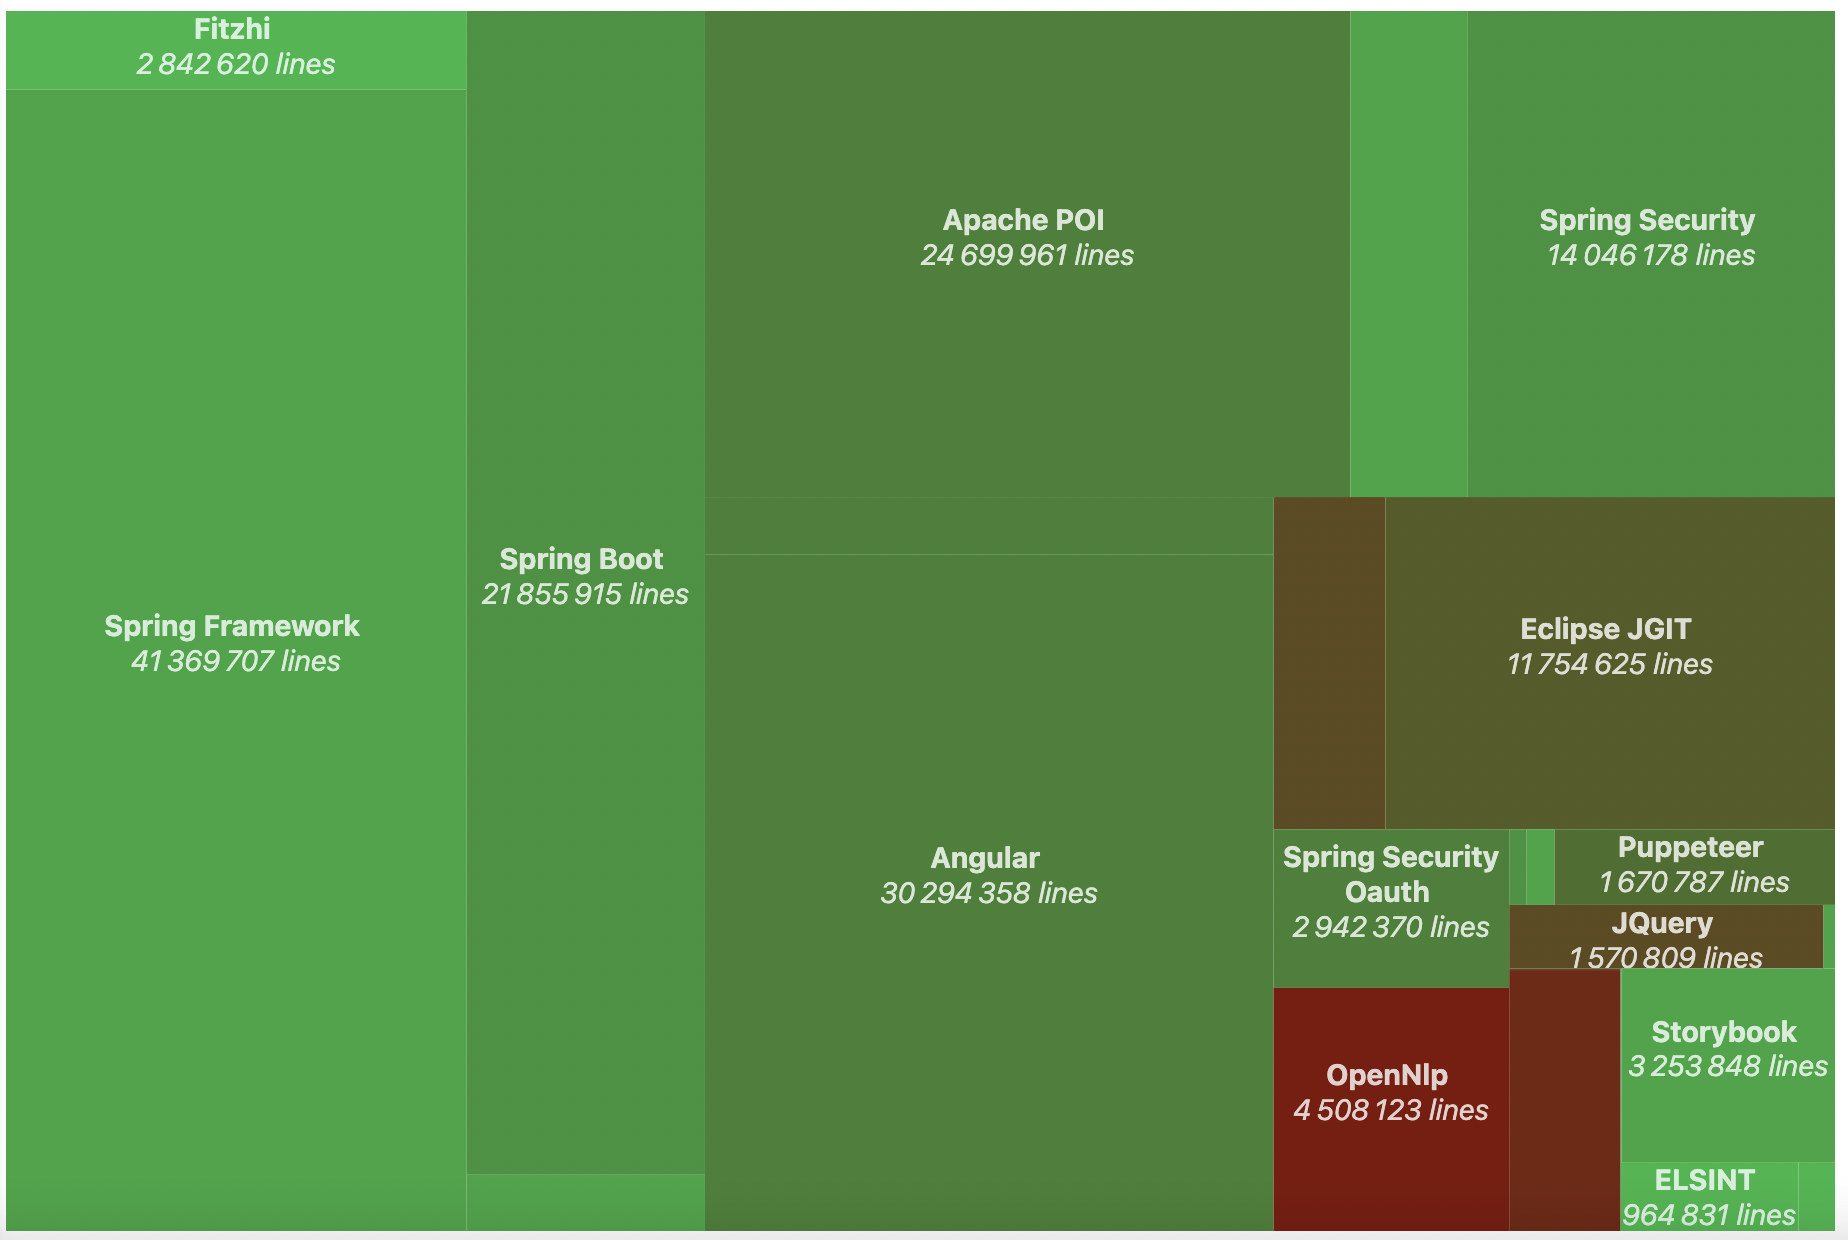 Fitzhi
2 842 620 lines
Spring Framework
41 369 707 lines
Spring Boot
21 855 915 lines
Apache POI
24 699 961 lines
Spring Security
14 046 178 lines
Angular
30 294 358 lines
Eclipse JGIT
11 754 625 lines
Spring Security
Oauth
2 942 370 lines
Puppeteer
1 670 787 lines
JQuery
1 570 809 lines
OpenNlp
4 508 123 lines
Storybook
3 253 848 lines
ELSINT
964 831 lines